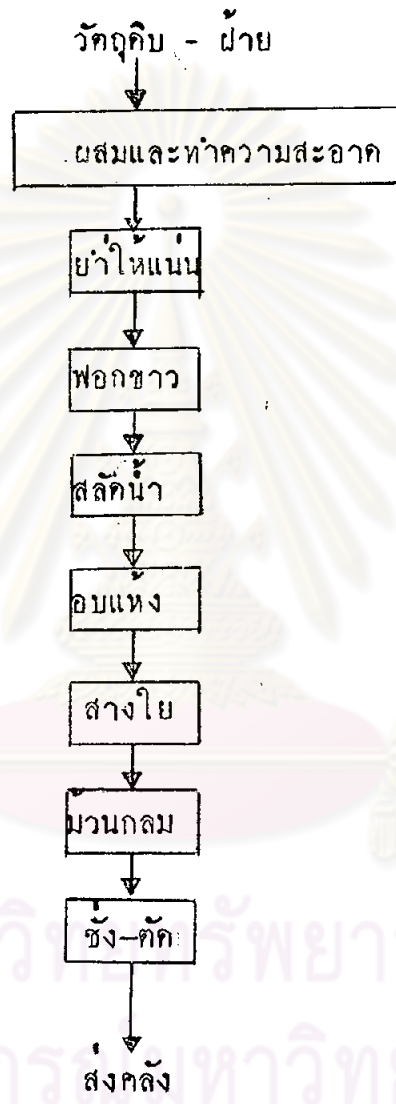 วัตถุดิบ - ฝ้าย
ผสมและทำความสะอาด
ย่ำให้แน่น
ฟอกขาว
สลัดน้ำ
อบแห้ง
สางใย
ม้วนกลม
ชั่ง-ตัด
ส่งคลัง